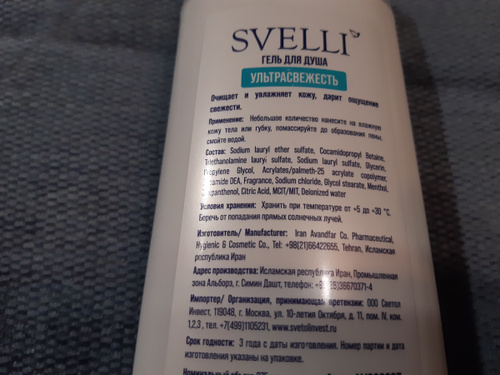 SVELLI
ГЕЛЬ ДЛЯ ДУША
УЛЬТРАСВЕЖЕСТЬ
Очищает и увлажняет кожу, дарит ощущение
свежести.
Применение: Небольшое количество нанесите на влажную
кожу тела или губку, помассируйте до образования пены,
смойте водой.
Состав: Sodium lauryl ether sulfate, Cocamidopropyl Betaine,
Triethanolamine lauryl sulfate, Sodium lauryl sulfate, Glycerin,
Propylene Glycol, Acrylates/palmeth-25 acrylate copolymer,
DEA, Fragrance, Sodium chloride, Glycol stearate, Menthol,
Citric Acid, MCIT/MIT, Deionized water
Условия хранения: Хранить при температуре от +5 до +30 °С.
Беречь от попадания прямых солнечных лучей.
Изготовитель/ Manufacturer: Iran Avandfar Co. Pharmaceutical,
Hygienic & Cosmetic Co., Tel: +98(21)66422655, Tehran, Исламская
республика Иран
Адрес производства: Исламская республика Иран, Промышленная
зона Альборз, г. Симин Дашт, телефон:
Импортер/ Организация, принимающая претензии: ООО Светол
Инвест, 119048, г. Москва, ул. 10-летия Октября, д. 11, пом. IV, ком.
1,2,3 , тел. +7(499)1105231, www.svetolinvest.ru
Срок годности: 3 года с даты изготовления. Номер партии и дата
изготовления указаны на упаковке.